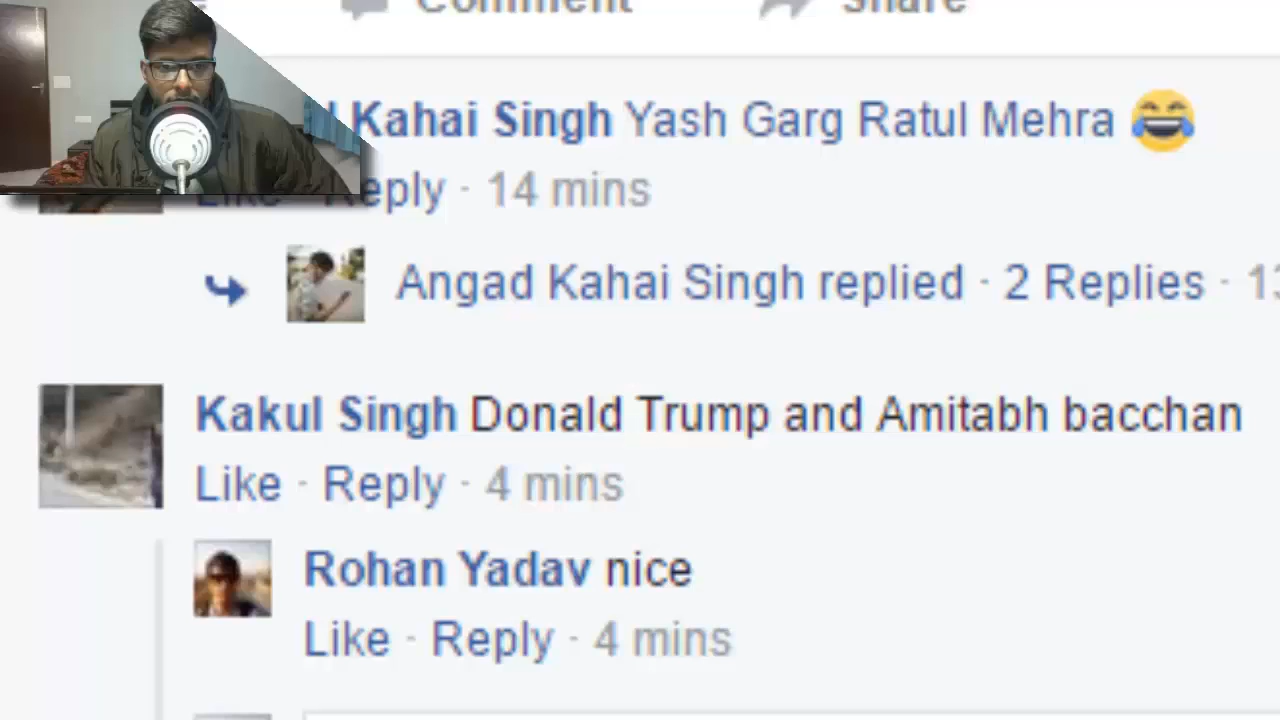 Comment Share
Kahai Singh Yash Garg Ratul Mehra 😂
Like Reply · 14 mins
Angad Kahai Singh replied · 2 Replies ·
Kakul Singh Donald Trump and Amitabh bacchan
Like · Reply · 4 mins
Rohan Yadav nice
Like · Reply · 4 mins